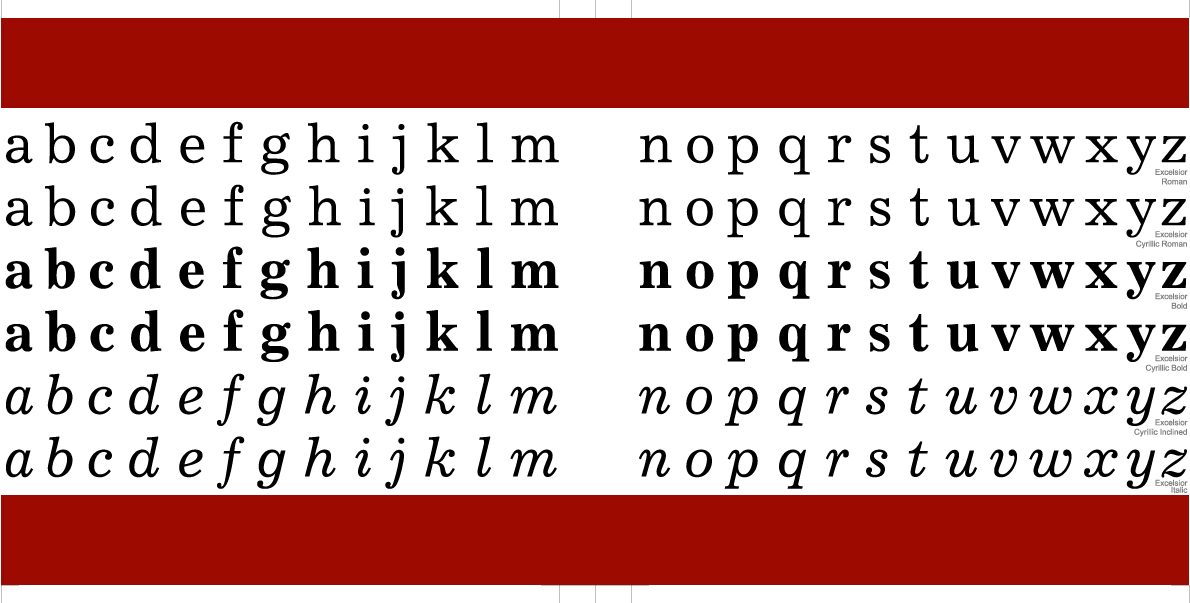 a b c d e f g h i j k l m n o p q r s t u v w x y z
Excelsior
Roman
a b c d e f g h i j k l m n o p q r s t u v w x y z
Excelsior
Cyrillic Roman
a b c d e f g h i j k l m n o p q r s t u v w x y z
Excelsior
Bold
a b c d e f g h i j k l m n o p q r s t u v w x y z
Excelsior
Cyrillic Bold
a b c d e f g h i j k l m n o p q r s t u v w x y z
Excelsior
Cyrillic Inclined
a b c d e f g h i j k l m n o p q r s t u v w x y z
Excelsior
Italic